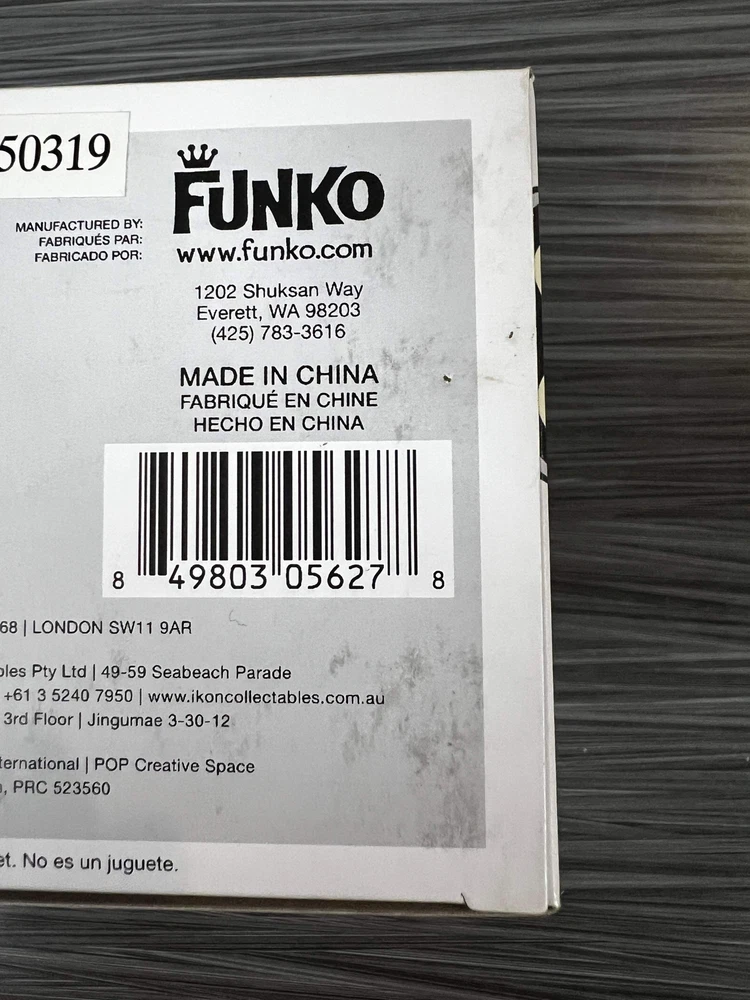 50319
FUNKO
MANUFACTURED BY:
FABRIQUÉS PAR:
FABRICADO POR:
www.funko.com
1202 Shuksan Way
Everett, WA 98203
(425) 783-3616
MADE IN CHINA
FABRIQUÉ EN CHINE
HECHO EN CHINA
8 49803 05627 8
68 | LONDON SW11 9AR
bles Pty Ltd | 49-59 Seabeach Parade
+61 3 5240 7950 | www.ikoncollectables.com.au
3rd Floor | Jingumae 3-30-12
ternational | POP Creative Space
, PRC 523560
et. No es un juguete.